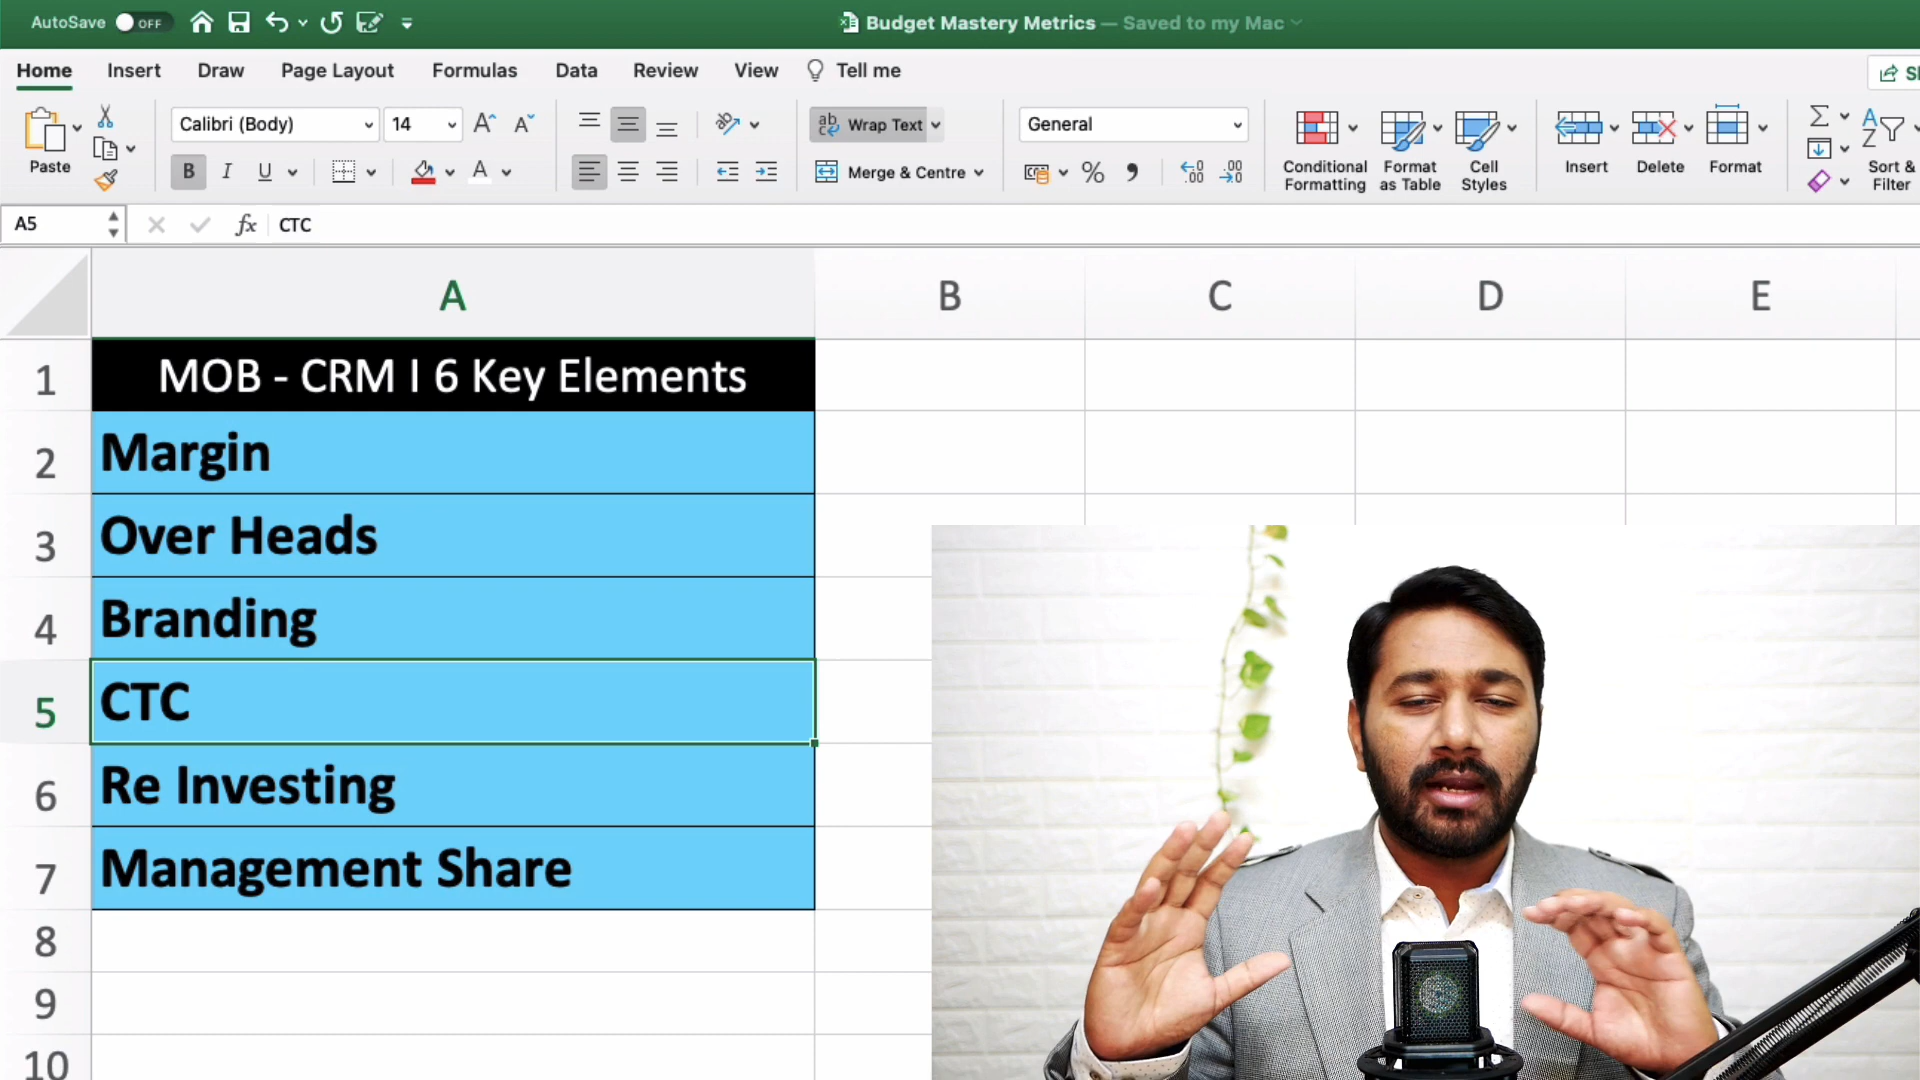 AutoSave OFF
Budget Mastery Metrics — Saved to my Mac
Home Insert Draw Page Layout Formulas Data Review View Tell me
Paste
Calibri (Body) 14
B I U A
Wrap Text
Merge & Centre
General
%
Conditional Formatting
Format as Table
Cell Styles
Insert Delete Format
Sort & Filter
A5 fx CTC
A B C D E
1 MOB - CRM I 6 Key Elements
2 Margin
3 Over Heads
4 Branding
5 CTC
6 Re Investing
7 Management Share
8
9
10